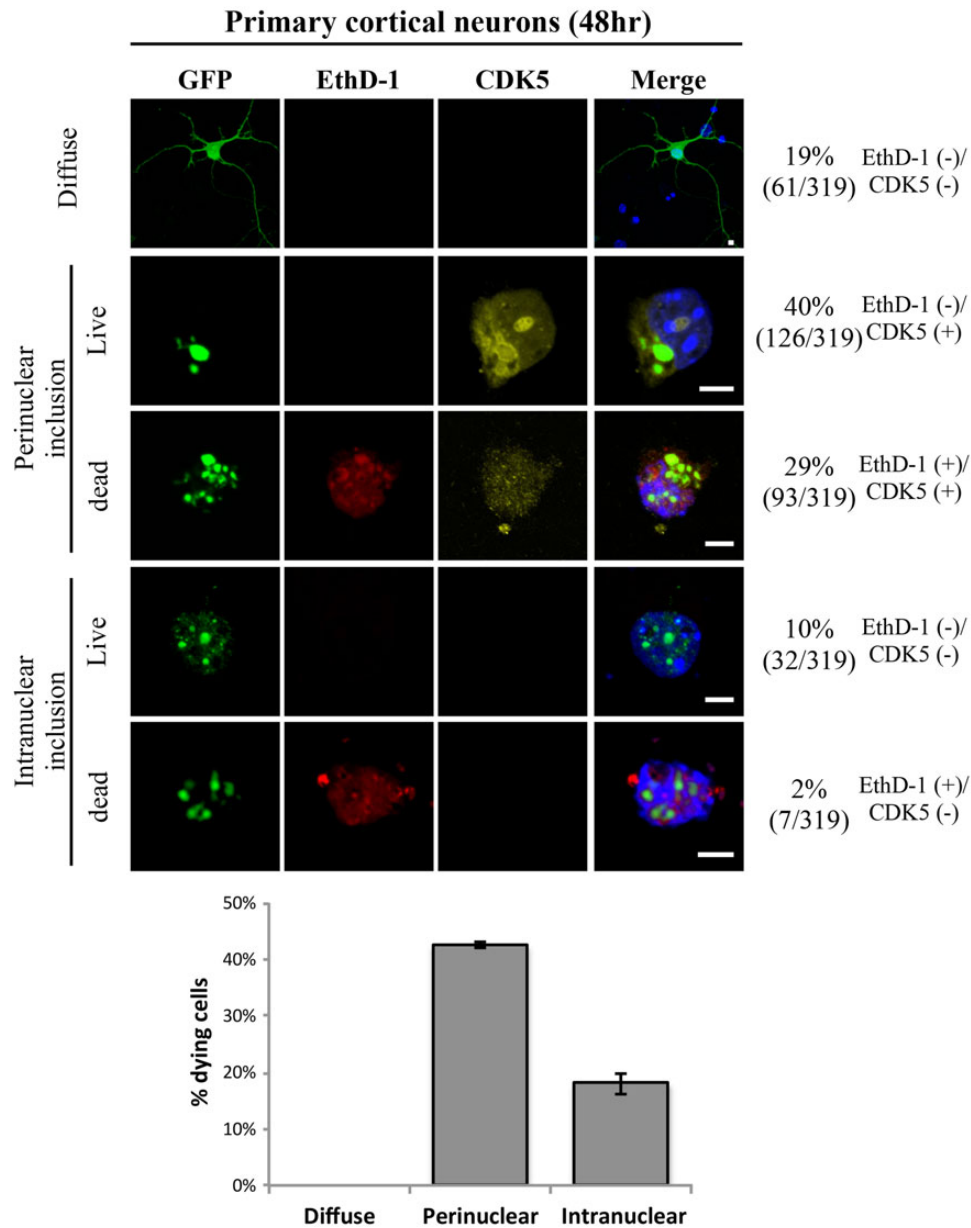 Primary cortical neurons (48hr)
GFP EthD-1 CDK5 Merge
Diffuse
19% EthD-1 (-)/
(61/319) CDK5 (-)
Perinuclear
inclusion
Live
40% EthD-1 (-)/
(126/319) CDK5 (+)
dead
29% EthD-1 (+)/
(93/319) CDK5 (+)
Intranuclear
inclusion
Live
10% EthD-1 (-)/
(32/319) CDK5 (-)
dead
2% EthD-1 (+)/
(7/319) CDK5 (-)
% dying cells
50%
40%
30%
20%
10%
0%
Diffuse Perinuclear Intranuclear